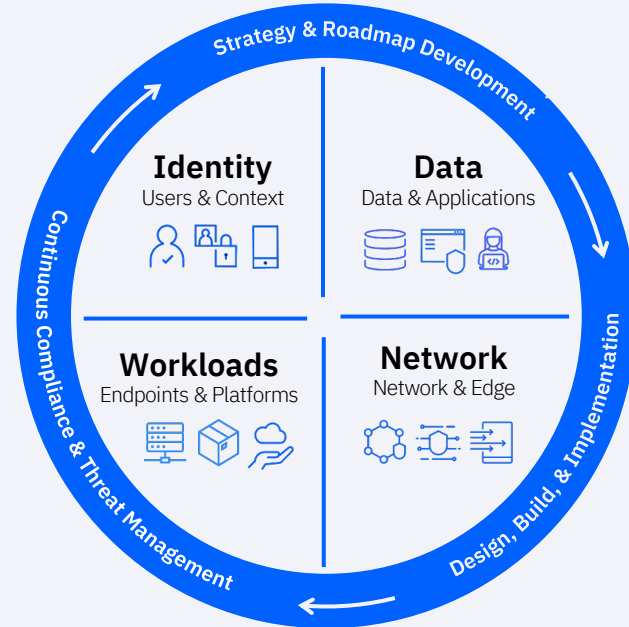 Strategy & Roadmap Development
Identity
Users & Context
Data
Data & Applications
Workloads
Endpoints & Platforms
Network
Network & Edge
Design, Build, & Implementation
Continuous Compliance & Threat Management